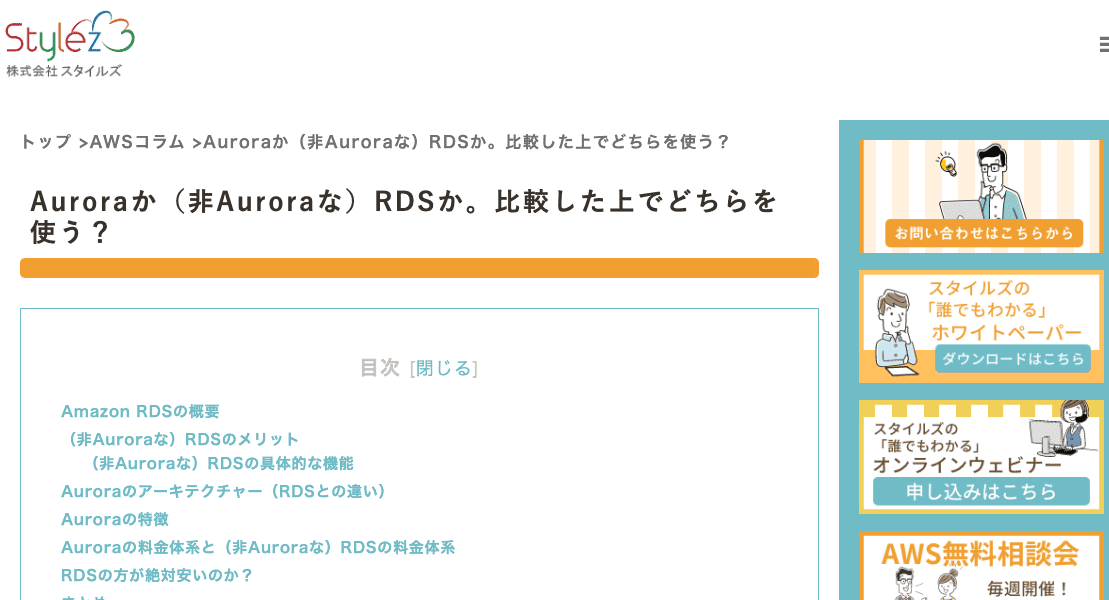 Stylez
株式会社 スタイルズ
トップ >AWSコラム >Auroraか（非Auroraな）RDSか。比較した上でどちらを使う？
Auroraか（非Auroraな）RDSか。比較した上でどちらを
使う？
目次 [閉じる]
Amazon RDSの概要
（非Auroraな）RDSのメリット
（非Auroraな）RDSの具体的な機能
Auroraのアーキテクチャー（RDSとの違い）
Auroraの特徴
Auroraの料金体系と（非Auroraな）RDSの料金体系
RDSの方が絶対安いのか？
まとめ
お問い合わせはこちらから
スタイルズの
「誰でもわかる」
ホワイトペーパー
ダウンロードはこちら
スタイルズの
「誰でもわかる」
オンラインウェビナー
申し込みはこちら
AWS無料相談会
毎週開催！